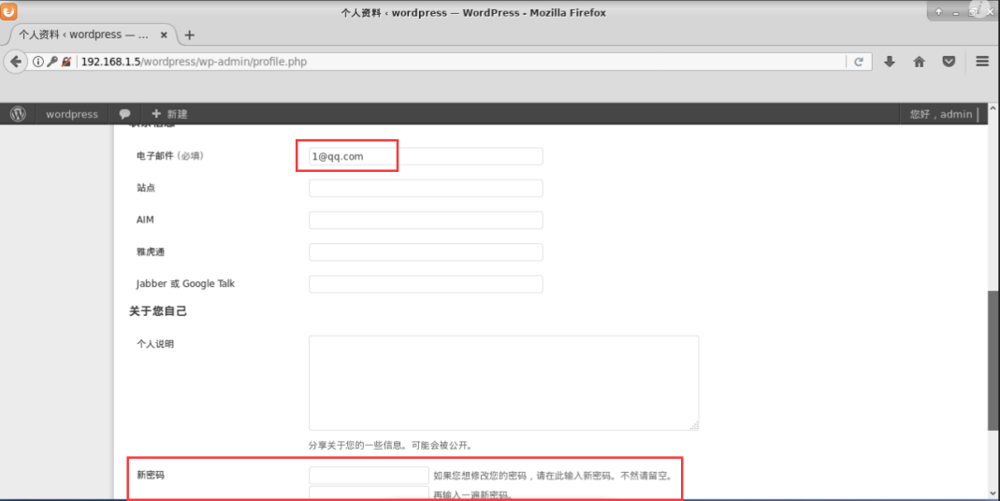 个人资料 ‹ wordpress — WordPress - Mozilla Firefox
个人资料 ‹ wordpress — ...
192.168.1.5/wordpress/wp-admin/profile.php
wordpress
新建
您好，admin
联系信息
电子邮件 (必填)
1@qq.com
站点
AIM
雅虎通
Jabber 或 Google Talk
关于您自己
个人说明
分享关于您的一些信息。可能会被公开。
新密码
如果您想修改您的密码，请在此输入新密码。不然请留空。
再输入一遍新密码。